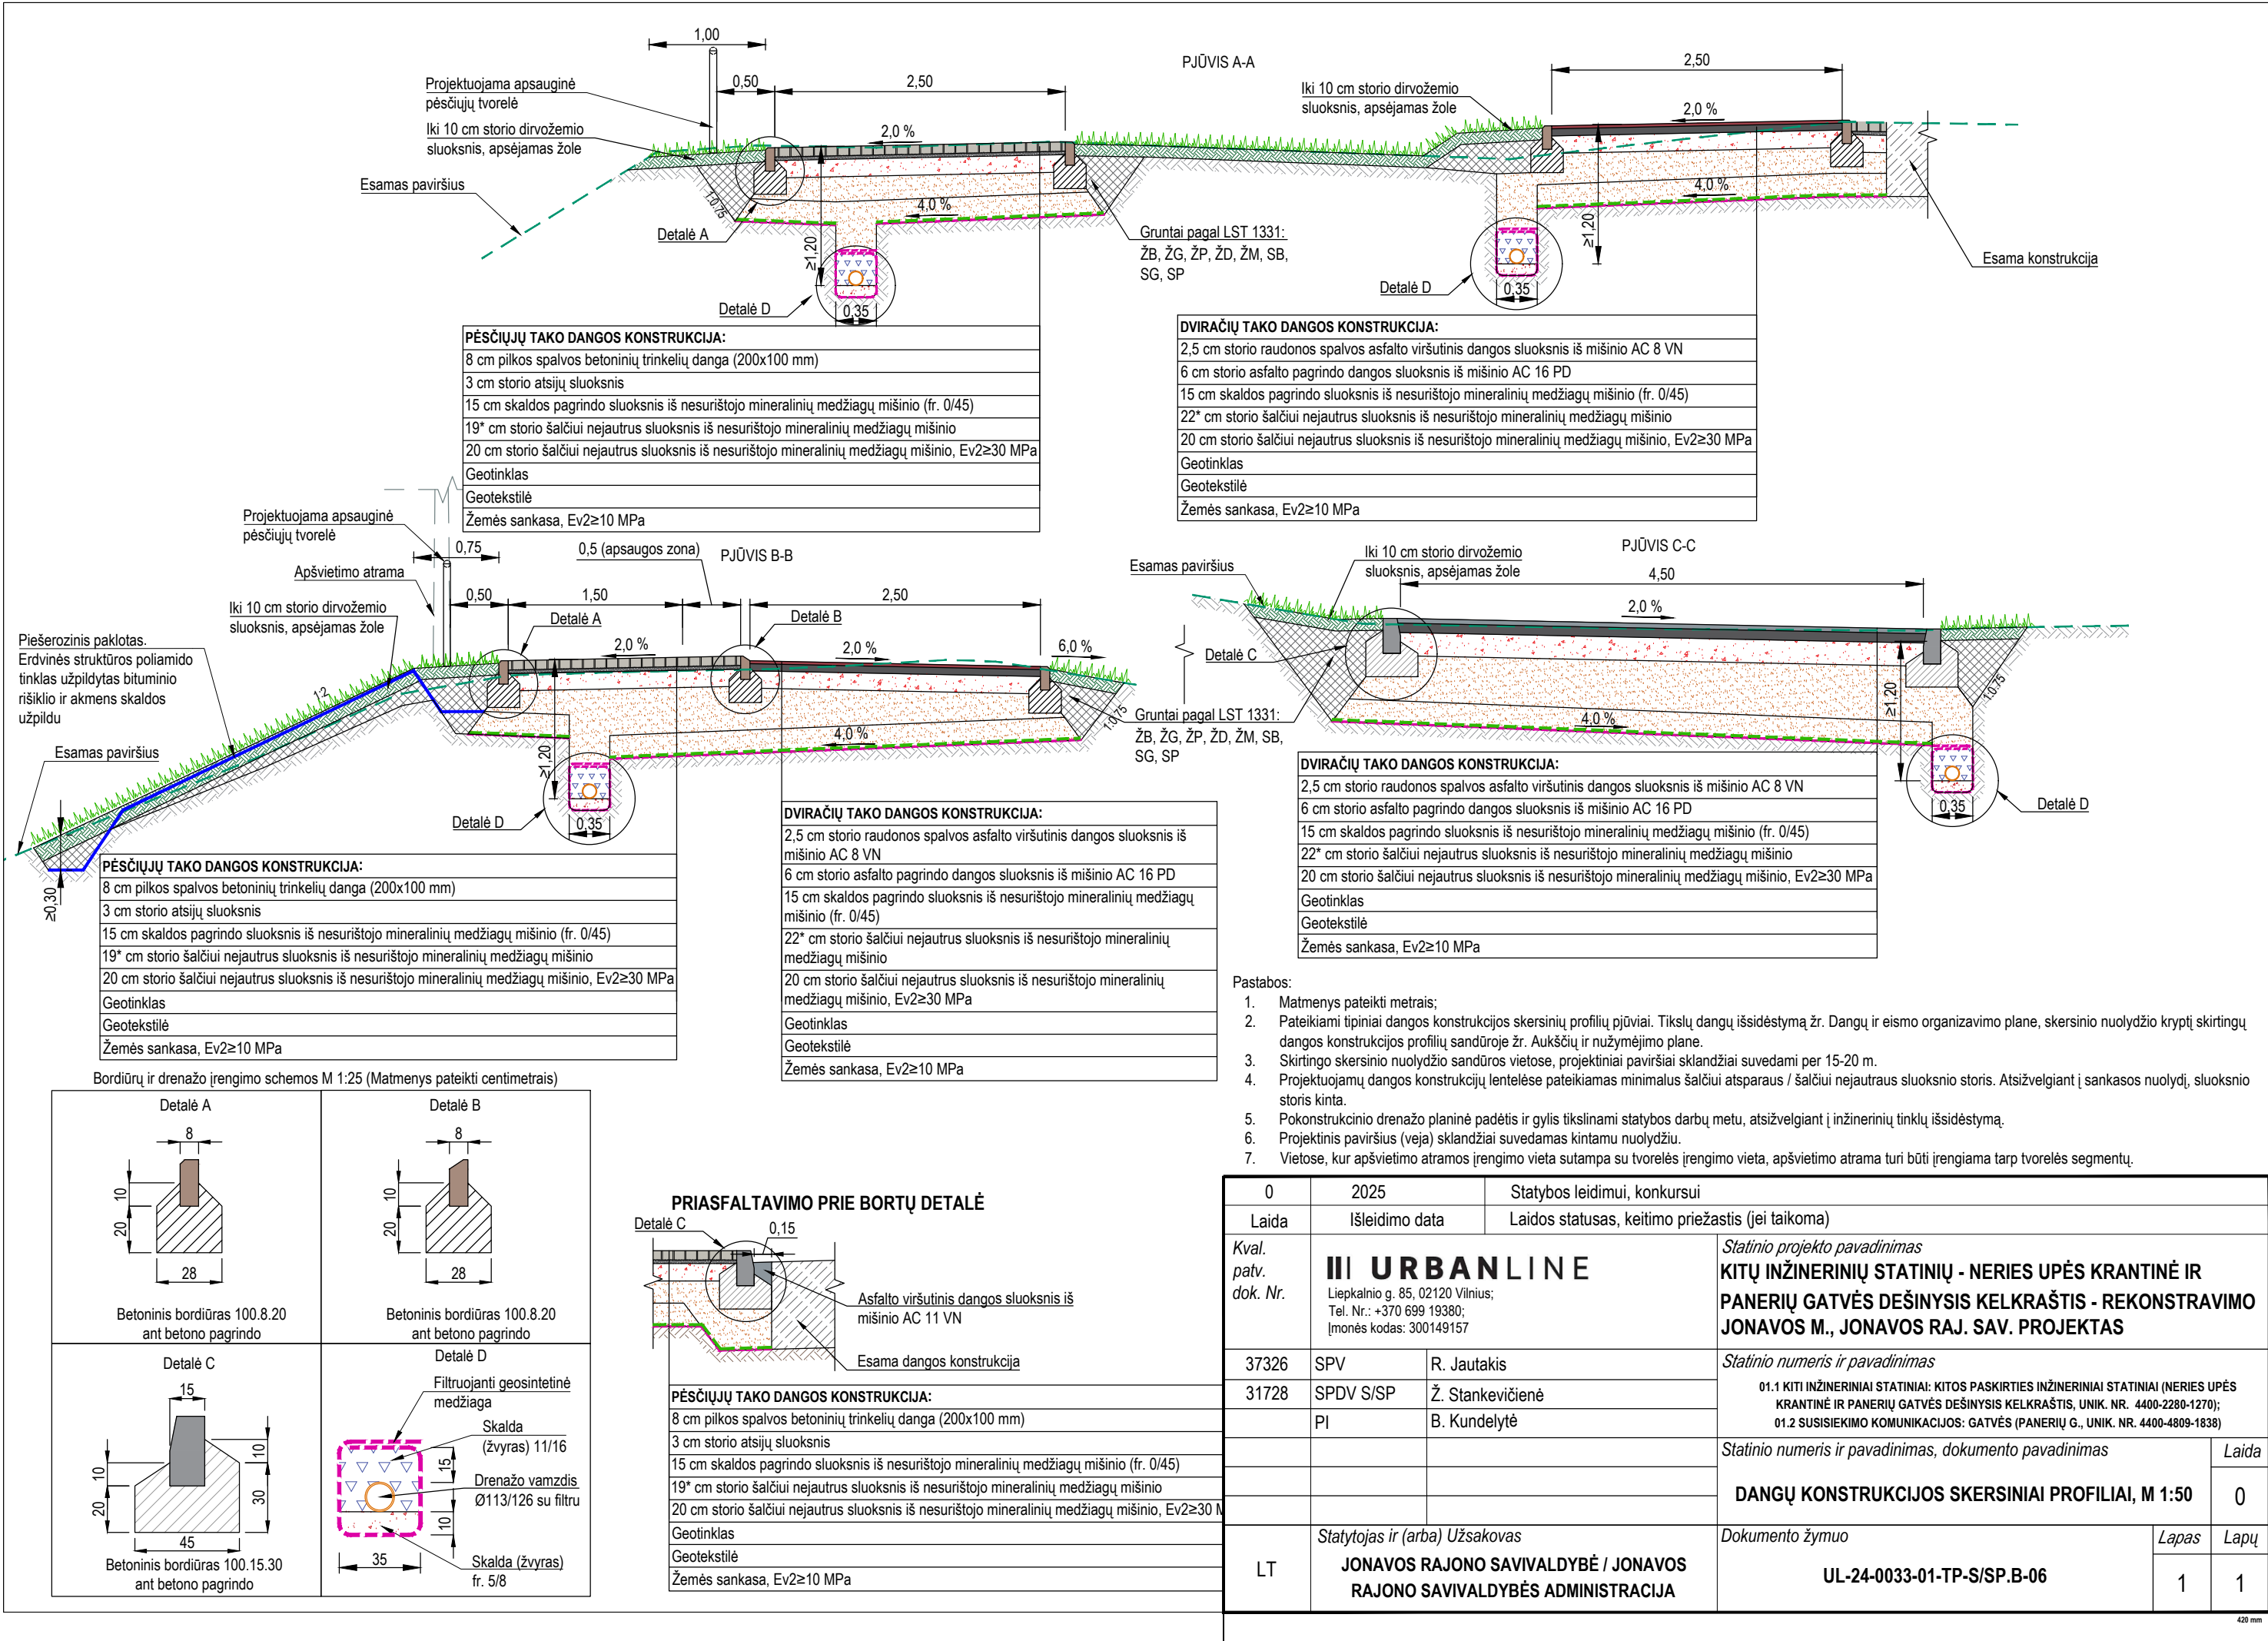 PJŪVIS A-A
1,00
Projektuojama apsauginė
pėsčiųjų tvorelė
0,50
2,50
Iki 10 cm storio dirvožemio
sluoksnis, apsėjamas žole
2,0 %
Esamas paviršius
1:0.75
4,0 %
Detalė A
≥1,20
Detalė D
0,35
Gruntai pagal LST 1331:
ŽB, ŽG, ŽP, ŽD, ŽM, SB,
SG, SP
Iki 10 cm storio dirvožemio
sluoksnis, apsėjamas žole
2,50
2,0 %
4,0 %
≥1,20
Detalė D
0,35
Esama konstrukcija
PĖSČIŲJŲ TAKO DANGOS KONSTRUKCIJA:
8 cm pilkos spalvos betoninių trinkelių danga (200x100 mm)
3 cm storio atsijų sluoksnis
15 cm skaldos pagrindo sluoksnis iš nesurištojo mineralinių medžiagų mišinio (fr. 0/45)
19* cm storio šalčiui nejautrus sluoksnis iš nesurištojo mineralinių medžiagų mišinio
20 cm storio šalčiui nejautrus sluoksnis iš nesurištojo mineralinių medžiagų mišinio, Ev2≥30 MPa
Geotinklas
Geotekstilė
Žemės sankasa, Ev2≥10 MPa
DVIRAČIŲ TAKO DANGOS KONSTRUKCIJA:
2,5 cm storio raudonos spalvos asfalto viršutinis dangos sluoksnis iš mišinio AC 8 VN
6 cm storio asfalto pagrindo dangos sluoksnis iš mišinio AC 16 PD
15 cm skaldos pagrindo sluoksnis iš nesurištojo mineralinių medžiagų mišinio (fr. 0/45)
22* cm storio šalčiui nejautrus sluoksnis iš nesurištojo mineralinių medžiagų mišinio
20 cm storio šalčiui nejautrus sluoksnis iš nesurištojo mineralinių medžiagų mišinio, Ev2≥30 MPa
Geotinklas
Geotekstilė
Žemės sankasa, Ev2≥10 MPa
PJŪVIS B-B
Projektuojama apsauginė
pėsčiųjų tvorelė
0,75
0,5 (apsaugos zona)
Apšvietimo atrama
Iki 10 cm storio dirvožemio
sluoksnis, apsėjamas žole
0,50
1,50
2,50
Detalė A
Detalė B
2,0 %
2,0 %
6,0 %
Piešerozinis paklotas.
Erdvinės struktūros poliamido
tinklas užpildytas bituminio
rišiklio ir akmens skaldos
užpildu
1:2
Esamas paviršius
≥1,20
4,0 %
1:0.75
Gruntai pagal LST 1331:
ŽB, ŽG, ŽP, ŽD, ŽM, SB,
SG, SP
Detalė D
0,35
≥0,30
PĖSČIŲJŲ TAKO DANGOS KONSTRUKCIJA:
8 cm pilkos spalvos betoninių trinkelių danga (200x100 mm)
3 cm storio atsijų sluoksnis
15 cm skaldos pagrindo sluoksnis iš nesurištojo mineralinių medžiagų mišinio (fr. 0/45)
19* cm storio šalčiui nejautrus sluoksnis iš nesurištojo mineralinių medžiagų mišinio
20 cm storio šalčiui nejautrus sluoksnis iš nesurištojo mineralinių medžiagų mišinio, Ev2≥30 MPa
Geotinklas
Geotekstilė
Žemės sankasa, Ev2≥10 MPa
DVIRAČIŲ TAKO DANGOS KONSTRUKCIJA:
2,5 cm storio raudonos spalvos asfalto viršutinis dangos sluoksnis iš
mišinio AC 8 VN
6 cm storio asfalto pagrindo dangos sluoksnis iš mišinio AC 16 PD
15 cm skaldos pagrindo sluoksnis iš nesurištojo mineralinių medžiagų
mišinio (fr. 0/45)
22* cm storio šalčiui nejautrus sluoksnis iš nesurištojo mineralinių
medžiagų mišinio
20 cm storio šalčiui nejautrus sluoksnis iš nesurištojo mineralinių
medžiagų mišinio, Ev2≥30 MPa
Geotinklas
Geotekstilė
Žemės sankasa, Ev2≥10 MPa
PJŪVIS C-C
Esamas paviršius
Iki 10 cm storio dirvožemio
sluoksnis, apsėjamas žole
4,50
2,0 %
Detalė C
4,0 %
≥1,20
1:0.75
0,35
Detalė D
DVIRAČIŲ TAKO DANGOS KONSTRUKCIJA:
2,5 cm storio raudonos spalvos asfalto viršutinis dangos sluoksnis iš mišinio AC 8 VN
6 cm storio asfalto pagrindo dangos sluoksnis iš mišinio AC 16 PD
15 cm skaldos pagrindo sluoksnis iš nesurištojo mineralinių medžiagų mišinio (fr. 0/45)
22* cm storio šalčiui nejautrus sluoksnis iš nesurištojo mineralinių medžiagų mišinio
20 cm storio šalčiui nejautrus sluoksnis iš nesurištojo mineralinių medžiagų mišinio, Ev2≥30 MPa
Geotinklas
Geotekstilė
Žemės sankasa, Ev2≥10 MPa
Pastabos:
1. Matmenys pateikti metrais;
2. Pateikiami tipiniai dangos konstrukcijos skersinių profilių pjūviai. Tikslų dangų išsidėstymą žr. Dangų ir eismo organizavimo plane, skersinio nuolydžio kryptį skirtingų
dangos konstrukcijos profilių sandūroje žr. Aukščių ir nužymėjimo plane.
3. Skirtingo skersinio nuolydžio sandūros vietose, projektiniai paviršiai sklandžiai suvedami per 15-20 m.
4. Projektuojamų dangos konstrukcijų lentelėse pateikiamas minimalus šalčiui atsparaus / šalčiui nejautraus sluoksnio storis. Atsižvelgiant į sankasos nuolydį, sluoksnio
storis kinta.
5. Pokonstrukcinio drenažo planinė padėtis ir gylis tikslinami statybos darbų metu, atsižvelgiant į inžinerinių tinklų išsidėstymą.
6. Projektinis paviršius (veja) sklandžiai suvedamas kintamu nuolydžiu.
7. Vietose, kur apšvietimo atramos įrengimo vieta sutampa su tvorelės įrengimo vieta, apšvietimo atrama turi būti įrengiama tarp tvorelės segmentų.
Bordiūrų ir drenažo įrengimo schemos M 1:25 (Matmenys pateikti centimetrais)
Detalė A
8
10
20
28
Betoninis bordiūras 100.8.20
ant betono pagrindo
Detalė B
8
10
20
28
Betoninis bordiūras 100.8.20
ant betono pagrindo
Detalė C
15
10
20
10
30
45
Betoninis bordiūras 100.15.30
ant betono pagrindo
Detalė D
Filtruojanti geosintetinė
medžiaga
Skalda
(žvyras) 11/16
15
Drenažo vamzdis
Ø113/126 su filtru
10
35
Skalda (žvyras)
fr. 5/8
PRIASFALTAVIMO PRIE BORTŲ DETALĖ
Detalė C
0,15
Asfalto viršutinis dangos sluoksnis iš
mišinio AC 11 VN
Esama dangos konstrukcija
PĖSČIŲJŲ TAKO DANGOS KONSTRUKCIJA:
8 cm pilkos spalvos betoninių trinkelių danga (200x100 mm)
3 cm storio atsijų sluoksnis
15 cm skaldos pagrindo sluoksnis iš nesurištojo mineralinių medžiagų mišinio (fr. 0/45)
19* cm storio šalčiui nejautrus sluoksnis iš nesurištojo mineralinių medžiagų mišinio
20 cm storio šalčiui nejautrus sluoksnis iš nesurištojo mineralinių medžiagų mišinio, Ev2≥30
Geotinklas
Geotekstilė
Žemės sankasa, Ev2≥10 MPa
0 2025 Statybos leidimui, konkursui
Laida Išleidimo data Laidos statusas, keitimo priežastis (jei taikoma)
Kval.
patv.
dok. Nr.
URBANLINE
Liepkalnio g. 85, 02120 Vilnius;
Tel. Nr.: +370 699 19380;
Įmonės kodas: 300149157
Statinio projekto pavadinimas
KITŲ INŽINERINIŲ STATINIŲ - NERIES UPĖS KRANTINĖ IR
PANERIŲ GATVĖS DEŠINYSIS KELKRAŠTIS - REKONSTRAVIMO
JONAVOS M., JONAVOS RAJ. SAV. PROJEKTAS
37326 SPV R. Jautakis
31728 SPDV S/SP Ž. Stankevičienė
PI B. Kundelytė
Statinio numeris ir pavadinimas
01.1 KITI INŽINERINIAI STATINIAI: KITOS PASKIRTIES INŽINERINIAI STATINIAI (NERIES UPĖS
KRANTINĖ IR PANERIŲ GATVĖS DEŠINYSIS KELKRAŠTIS, UNIK. NR. 4400-2280-1270);
01.2 SUSISIEKIMO KOMUNIKACIJOS: GATVĖS (PANERIŲ G., UNIK. NR. 4400-4809-1838)
Statinio numeris ir pavadinimas, dokumento pavadinimas Laida
DANGŲ KONSTRUKCIJOS SKERSINIAI PROFILIAI, M 1:50 0
LT
Statytojas ir (arba) Užsakovas
JONAVOS RAJONO SAVIVALDYBĖ / JONAVOS
RAJONO SAVIVALDYBĖS ADMINISTRACIJA
Dokumento žymuo Lapas Lapų
UL-24-0033-01-TP-S/SP.B-06 1 1
420 mm